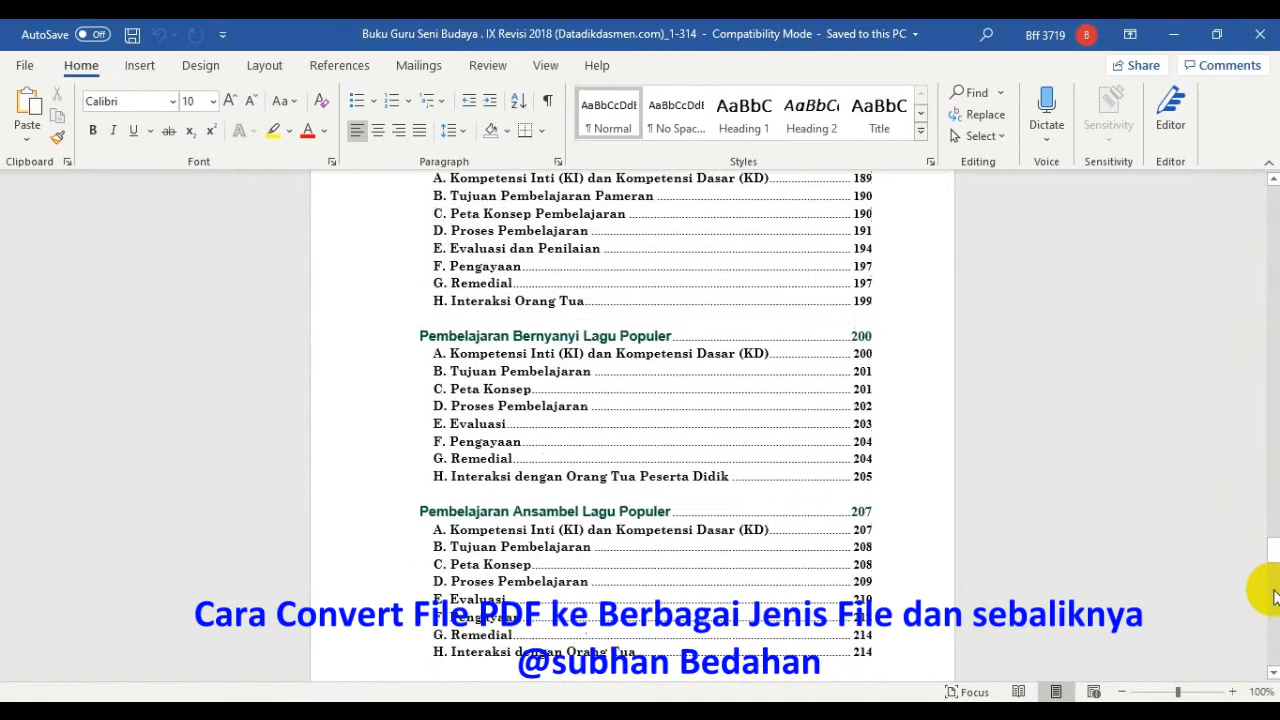 AutoSave Off
Buku Guru Seni Budaya . IX Revisi 2018 (Datadikdasmen.com)_1-314 - Compatibility Mode - Saved to this PC
Bff 3719 B
File Home Insert Design Layout References Mailings Review View Help
Share Comments
Paste
Calibri 10
AaBbCcDdE AaBbCcDdE AaBbC AaBbCc AaBbC
¶ Normal ¶ No Spac... Heading 1 Heading 2 Title
Find
Replace
Select
Dictate Sensitivity Editor
Clipboard Font Paragraph Styles Editing Voice Sensitivity Editor
A. Kompetensi Inti (KI) dan Kompetensi Dasar (KD) 189
B. Tujuan Pembelajaran Pameran 190
C. Peta Konsep Pembelajaran 190
D. Proses Pembelajaran 191
E. Evaluasi dan Penilaian 194
F. Pengayaan 197
G. Remedial 197
H. Interaksi Orang Tua 199
Pembelajaran Bernyanyi Lagu Populer 200
A. Kompetensi Inti (KI) dan Kompetensi Dasar (KD) 200
B. Tujuan Pembelajaran 201
C. Peta Konsep 201
D. Proses Pembelajaran 202
E. Evaluasi 203
F. Pengayaan 204
G. Remedial 204
H. Interaksi dengan Orang Tua Peserta Didik 205
Pembelajaran Ansambel Lagu Populer 207
A. Kompetensi Inti (KI) dan Kompetensi Dasar (KD) 207
B. Tujuan Pembelajaran 208
C. Peta Konsep 208
D. Proses Pembelajaran 209
E. Evaluasi 210
F. Pengayaan
G. Remedial 214
H. Interaksi dengan Orang Tua 214
Cara Convert File PDF ke Berbagai Jenis File dan sebaliknya
@subhan Bedahan
Focus 100%